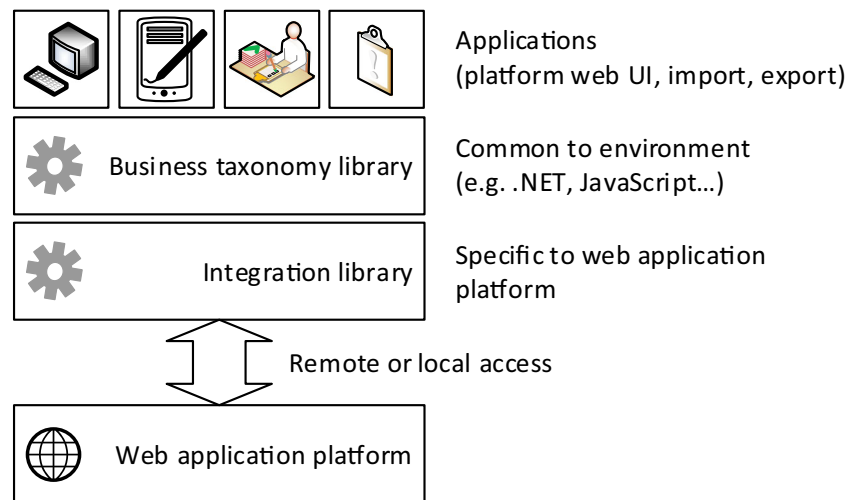 Applications
(platform web UI, import, export)
Business taxonomy library
Common to environment
(e.g. .NET, JavaScript…)
Integration library
Specific to web application
platform
Remote or local access
Web application platform